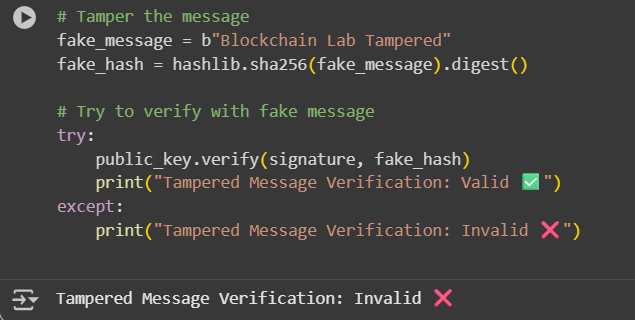 # Tamper the message
fake_message = b"Blockchain Lab Tampered"
fake_hash = hashlib.sha256(fake_message).digest()
# Try to verify with fake message
try:
    public_key.verify(signature, fake_hash)
    print("Tampered Message Verification: Valid ✅")
except:
    print("Tampered Message Verification: Invalid ❌")
Tampered Message Verification: Invalid ❌